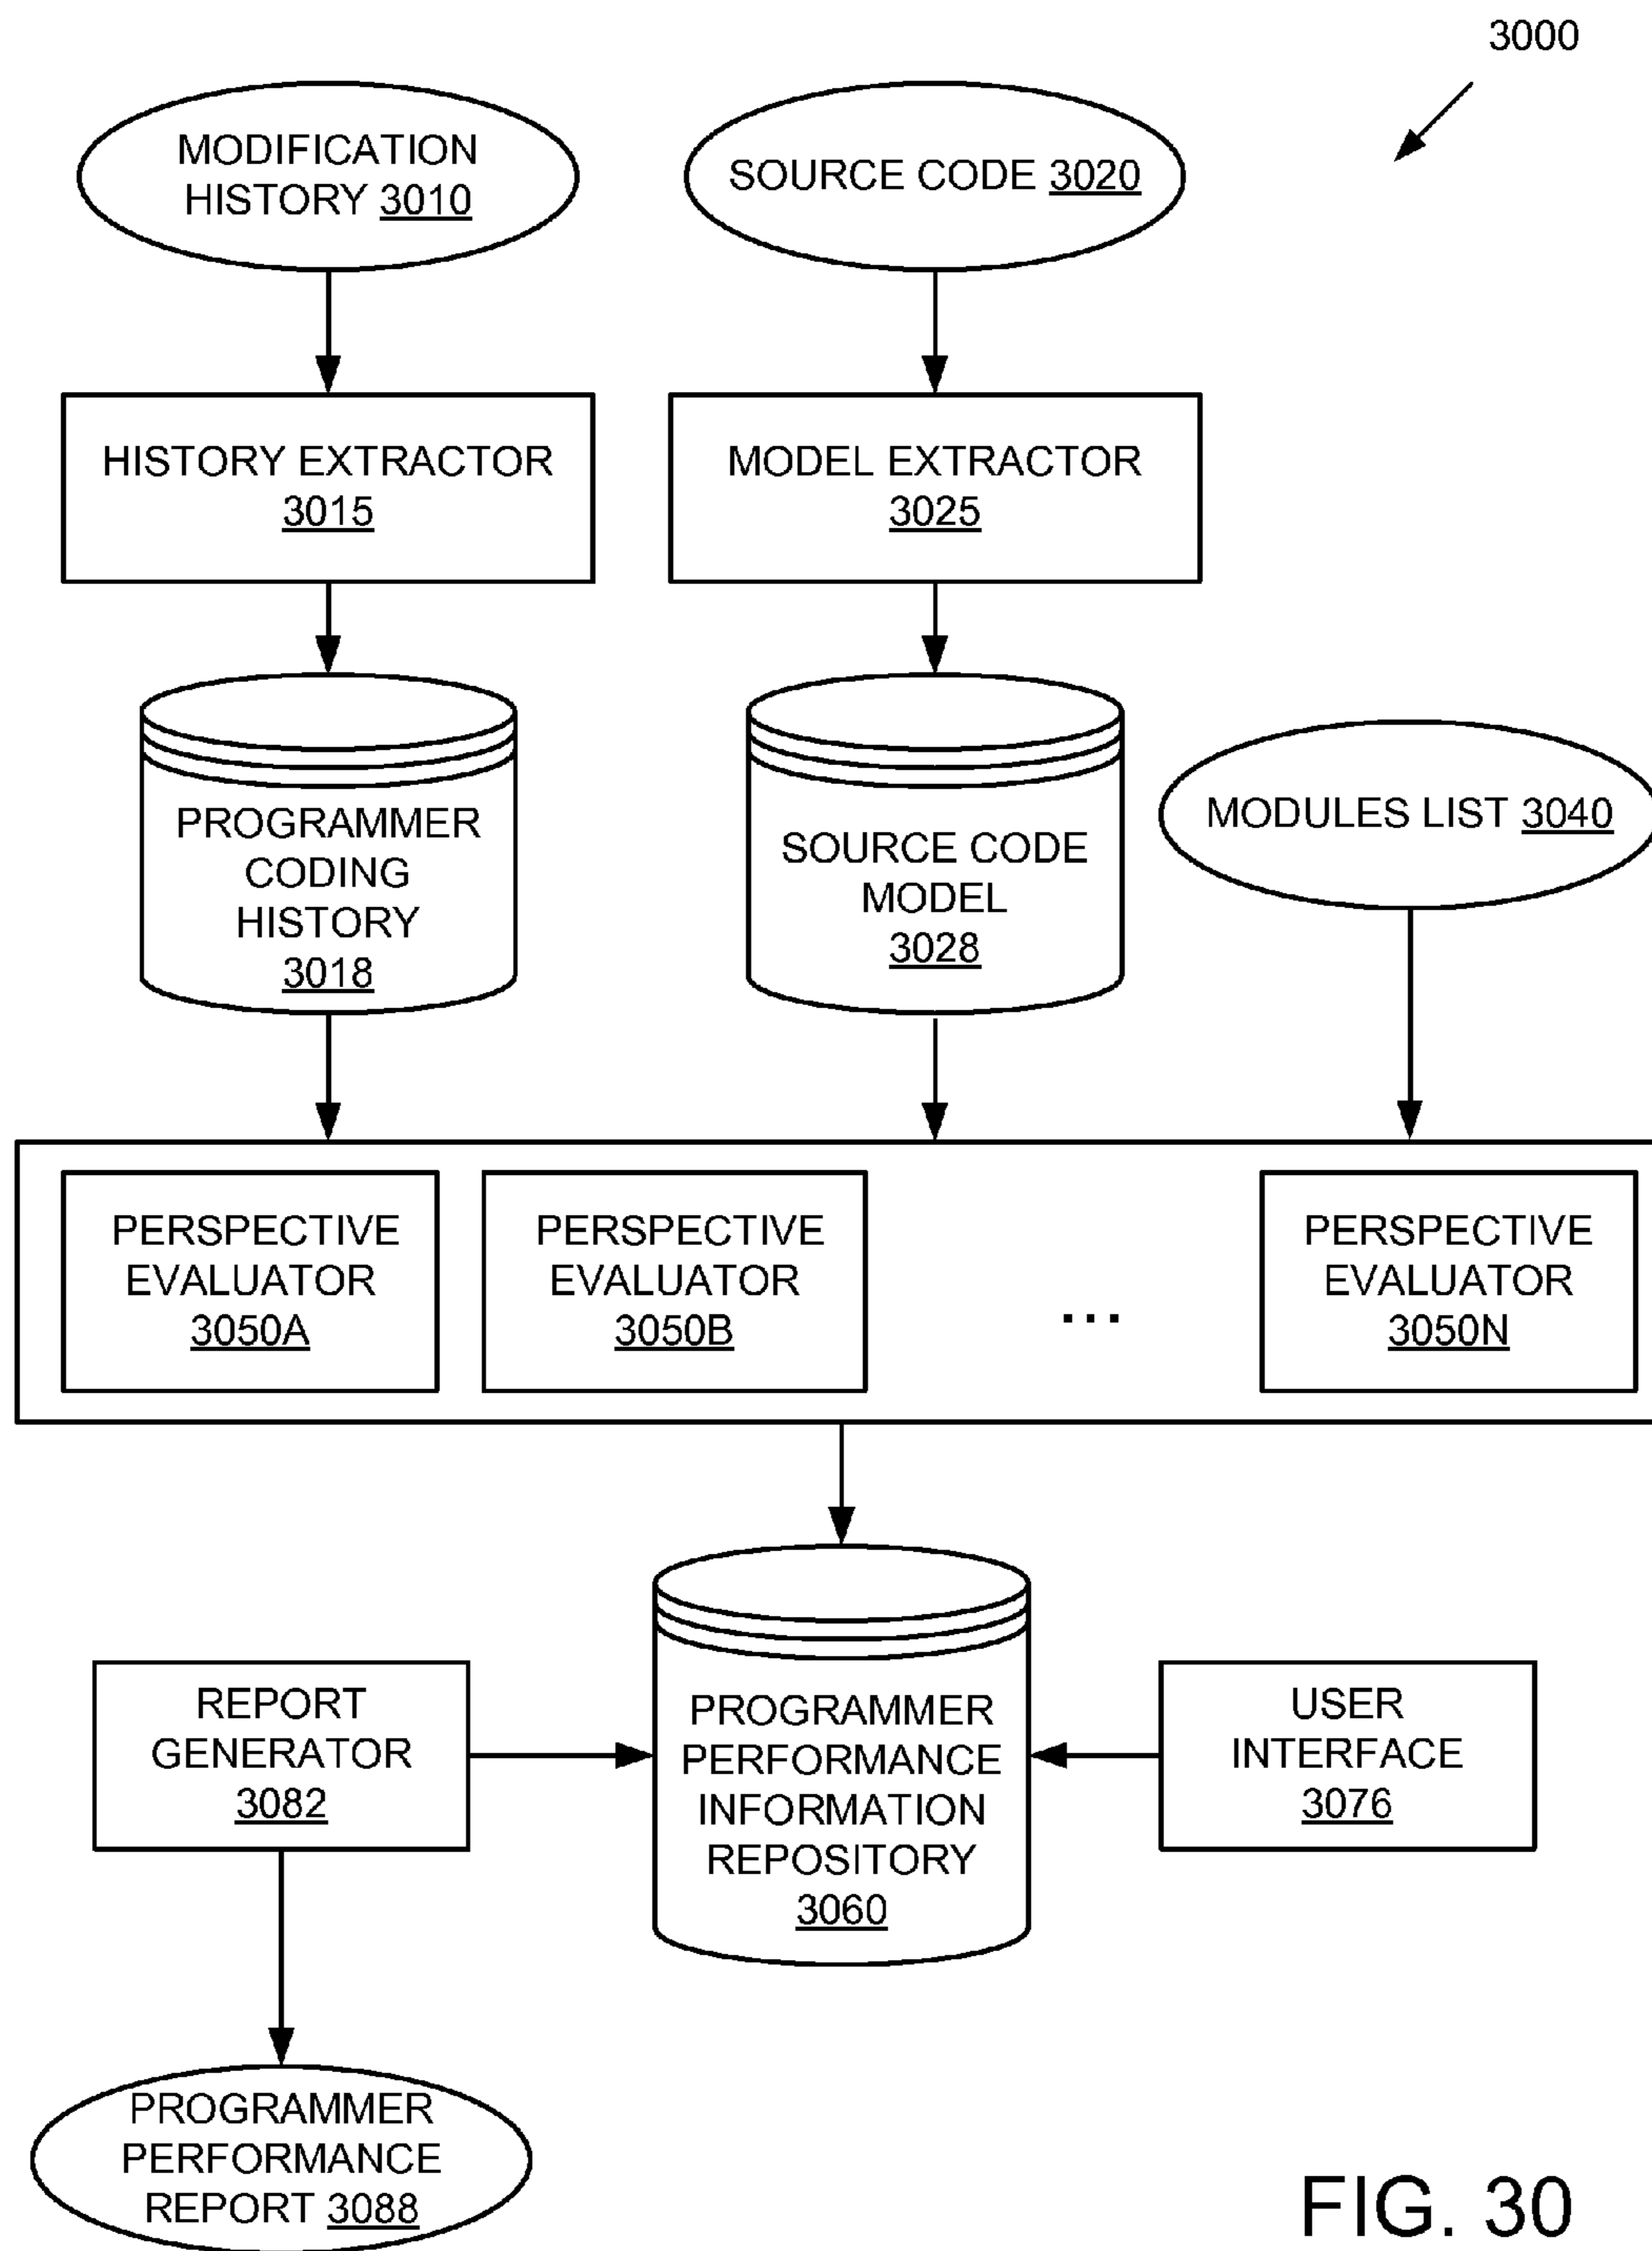 3000
MODIFICATION
HISTORY 3010
SOURCE CODE 3020
HISTORY EXTRACTOR
3015
MODEL EXTRACTOR
3025
PROGRAMMER
CODING
HISTORY
3018
SOURCE CODE
MODEL
3028
MODULES LIST 3040
PERSPECTIVE
EVALUATOR
3050A
PERSPECTIVE
EVALUATOR
3050B
...
PERSPECTIVE
EVALUATOR
3050N
REPORT
GENERATOR
3082
PROGRAMMER
PERFORMANCE
INFORMATION
REPOSITORY
3060
USER
INTERFACE
3076
PROGRAMMER
PERFORMANCE
REPORT 3088
FIG. 30